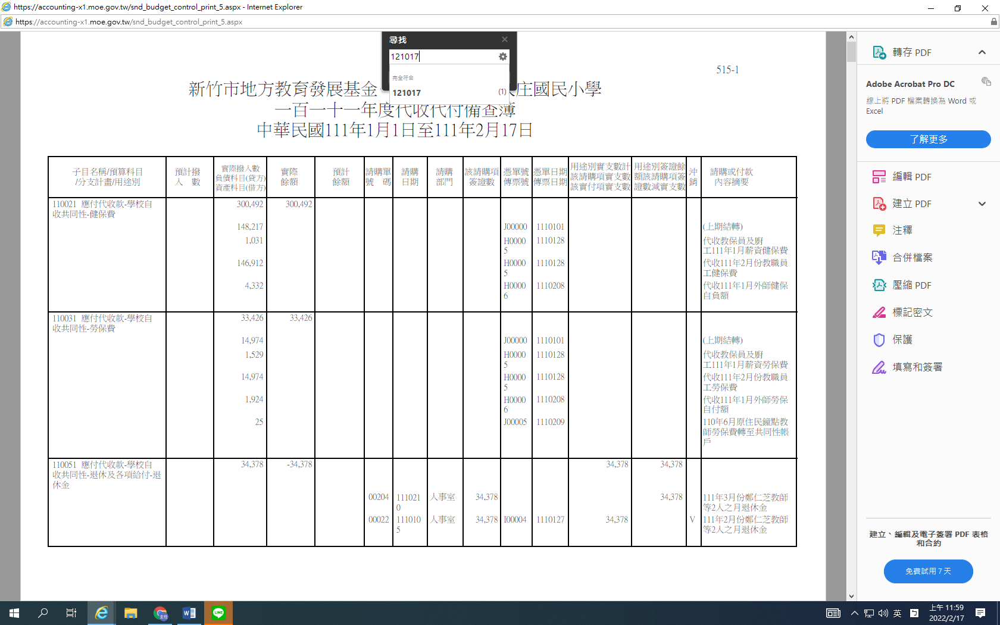 https://accounting-x1.moe.gov.tw/snd_budget_control_print_5.aspx - Internet Explorer
https://accounting-x1.moe.gov.tw/snd_budget_control_print_5.aspx
尋找
121017
完全符合
121017 (1)
515-1
新竹市地方教育發展基金 庄國民小學
一百一十一年度代收代付備查簿
中華民國111年1月1日至111年2月17日
子目名稱/預算科目
/分支計畫/用途別
預計撥
入 數
實際撥入數
負債科目(貸方)
資產科目(借方)
實際
餘額
預計
餘額
請購單
號 碼
請購
日期
請購
部門
該請購項
簽證數
憑單號
傳票號
憑單日期
傳票日期
用途別實支數計
該請購項實支數
該實付項實支數
用途別簽證餘
額該請購項簽
證數減實支數
沖
銷
請購或付款
內容摘要
110021 應付代收款-學校自
收共同性-健保費
300,492 300,492
148,217 J00000 1110101 (上期結轉)
1,031 H0000
5 1110128 代收教保員及廚
工111年1月薪資健保費
146,912 H0000
5 1110128 代收111年2月份教職員
工健保費
4,332 H0000
6 1110208 代收111年1月外師健保
自負額
110031 應付代收款-學校自
收共同性-勞保費
33,426 33,426
14,974 J00000 1110101 (上期結轉)
1,529 H0000
5 1110128 代收教保員及廚
工111年1月薪資勞保費
14,974 H0000
5 1110128 代收111年2月份教職員
工勞保費
1,924 H0000
6 1110208 代收111年1月外師勞保
自付額
25 J00005 1110209 110年6月原住民鐘點教
師勞保費轉至共同性帳
戶
110051 應付代收款-學校自
收共同性-退休及各項給付-退
休金
34,378 -34,378 34,378 34,378
00204 111021
0 人事室 34,378 34,378 111年3月份鄭仁芝教師
等2人之月退休金
00022 111010
5 人事室 34,378 I00004 1110127 34,378 V 111年2月份鄭仁芝教師
等2人之月退休金
轉存 PDF
Adobe Acrobat Pro DC
線上將 PDF 檔案轉換為 Word 或
Excel
了解更多
編輯 PDF
建立 PDF
注釋
合併檔案
壓縮 PDF
標記密文
保護
填寫和簽署
建立、編輯及電子簽署 PDF 表格
和合約
免費試用 7 天
主任
LINE
英
ㄅ
上午 11:59
2022/2/17